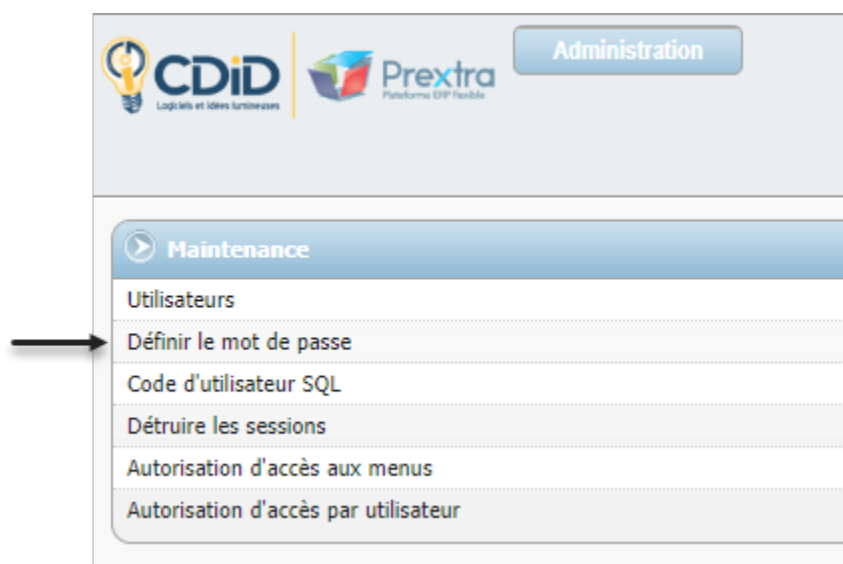 CDiD
Logiciels et Idées lumineuses
Prextra
Plateforme ERP flexible
Administration
Maintenance
Utilisateurs
Définir le mot de passe
Code d'utilisateur SQL
Détruire les sessions
Autorisation d'accès aux menus
Autorisation d'accès par utilisateur